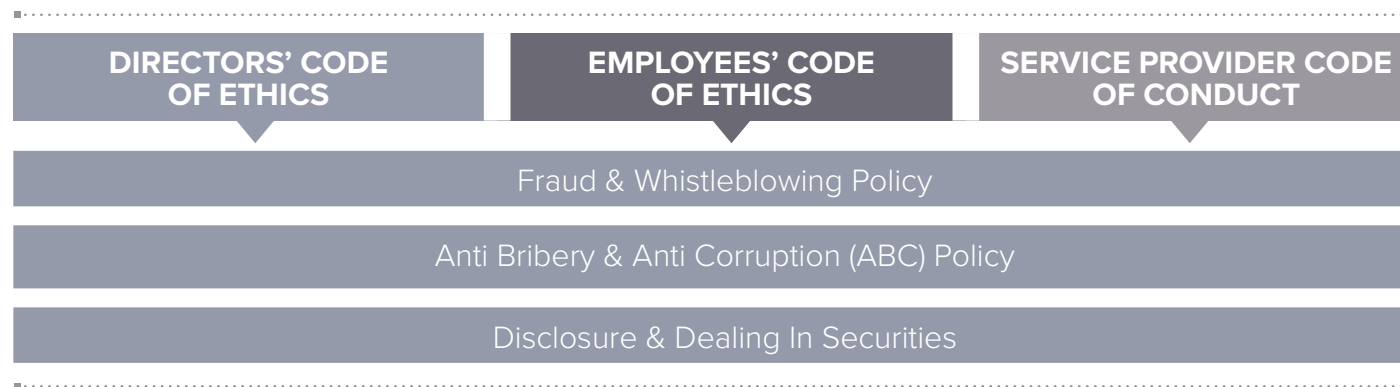 DIRECTORS’ CODE
OF ETHICS
EMPLOYEES’ CODE
OF ETHICS
SERVICE PROVIDER CODE
OF CONDUCT
Fraud & Whistleblowing Policy
Anti Bribery & Anti Corruption (ABC) Policy
Disclosure & Dealing In Securities